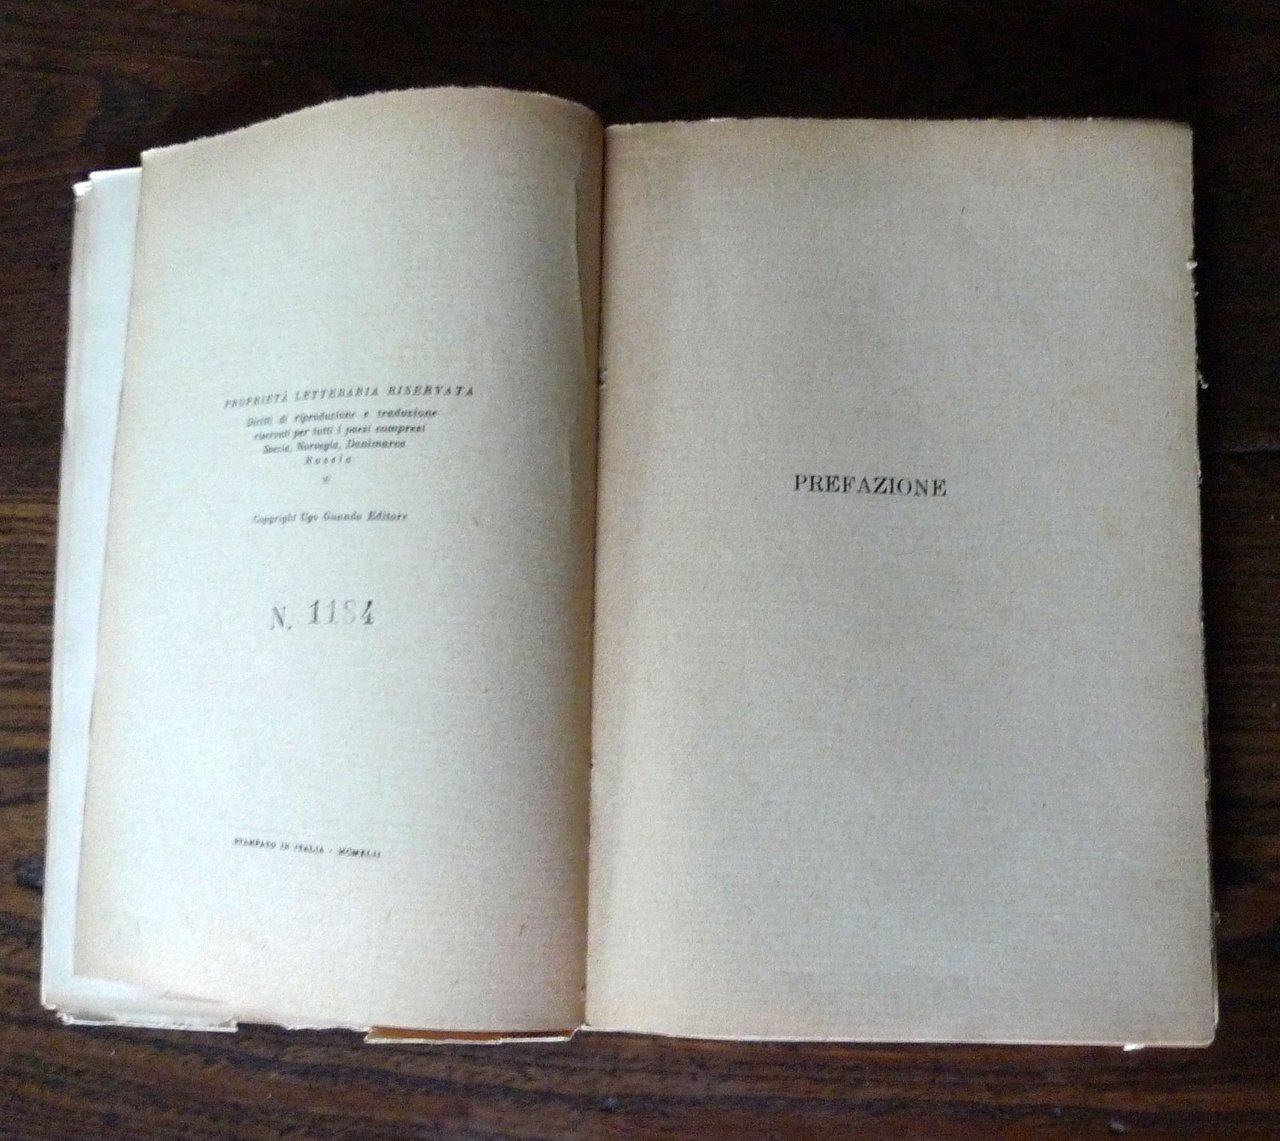 PROPRIETÀ LETTERARIA RISERVATA
Diritti di riproduzione e traduzione
riservati per tutti i paesi compresi
Svezia, Norvegia, Danimarca
Russia
Copyright Ugo Guanda Editore
N. 1184
STAMPATO IN ITALIA - MCMXLII
PREFAZIONE